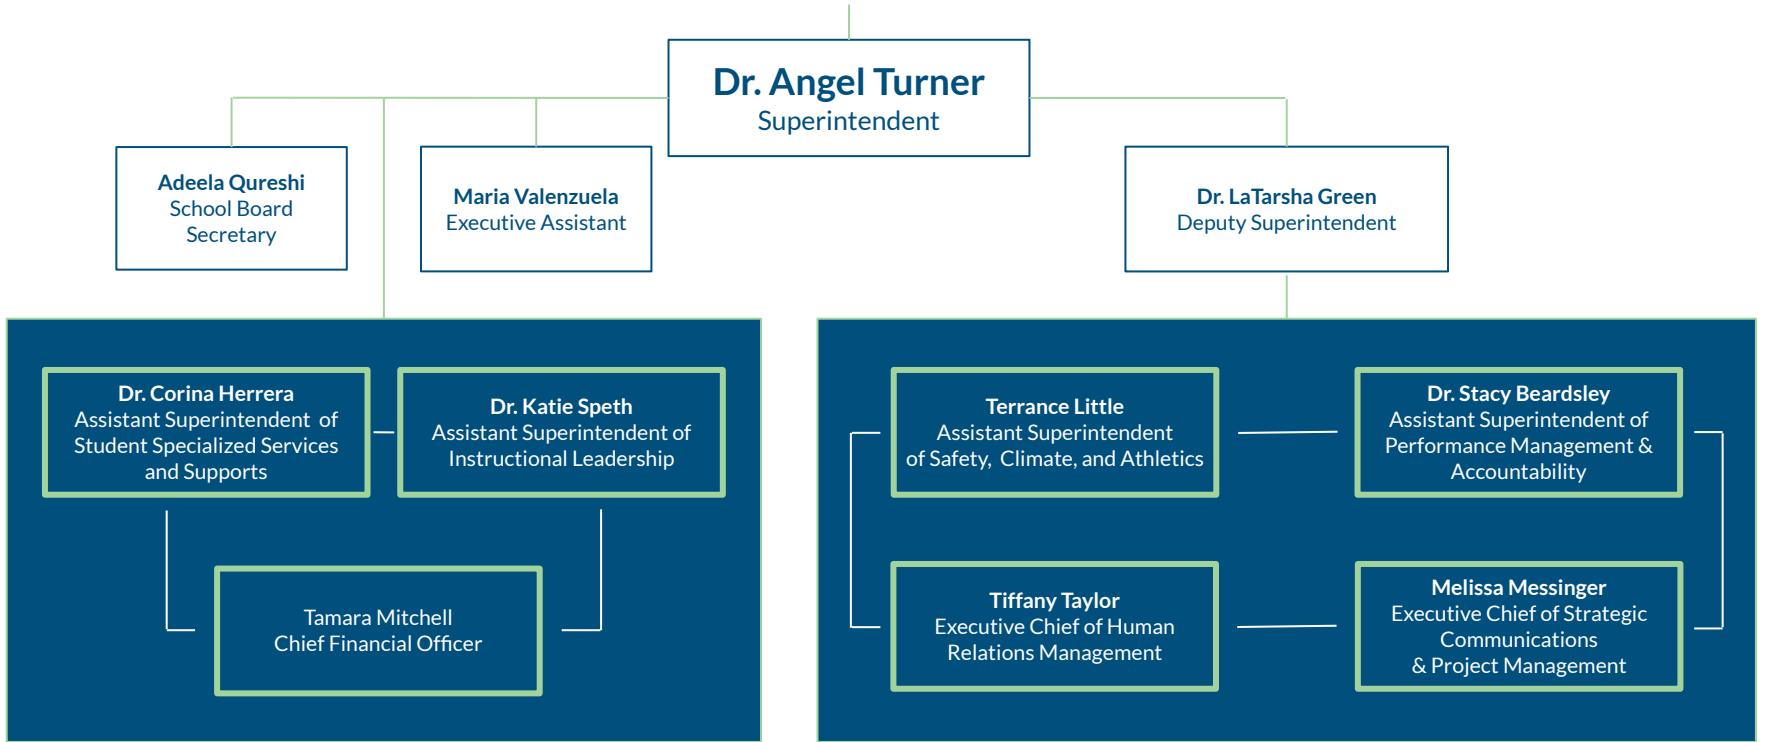 Dr. Angel Turner
Superintendent
Adeela Qureshi
School Board
Secretary
Maria Valenzuela
Executive Assistant
Dr. LaTarsha Green
Deputy Superintendent
Dr. Corina Herrera
Assistant Superintendent of
Student Specialized Services
and Supports
Dr. Katie Speth
Assistant Superintendent of
Instructional Leadership
Tamara Mitchell
Chief Financial Officer
Terrance Little
Assistant Superintendent
of Safety, Climate, and Athletics
Dr. Stacy Beardsley
Assistant Superintendent of
Performance Management &
Accountability
Tiffany Taylor
Executive Chief of Human
Relations Management
Melissa Messinger
Executive Chief of Strategic
Communications
& Project Management